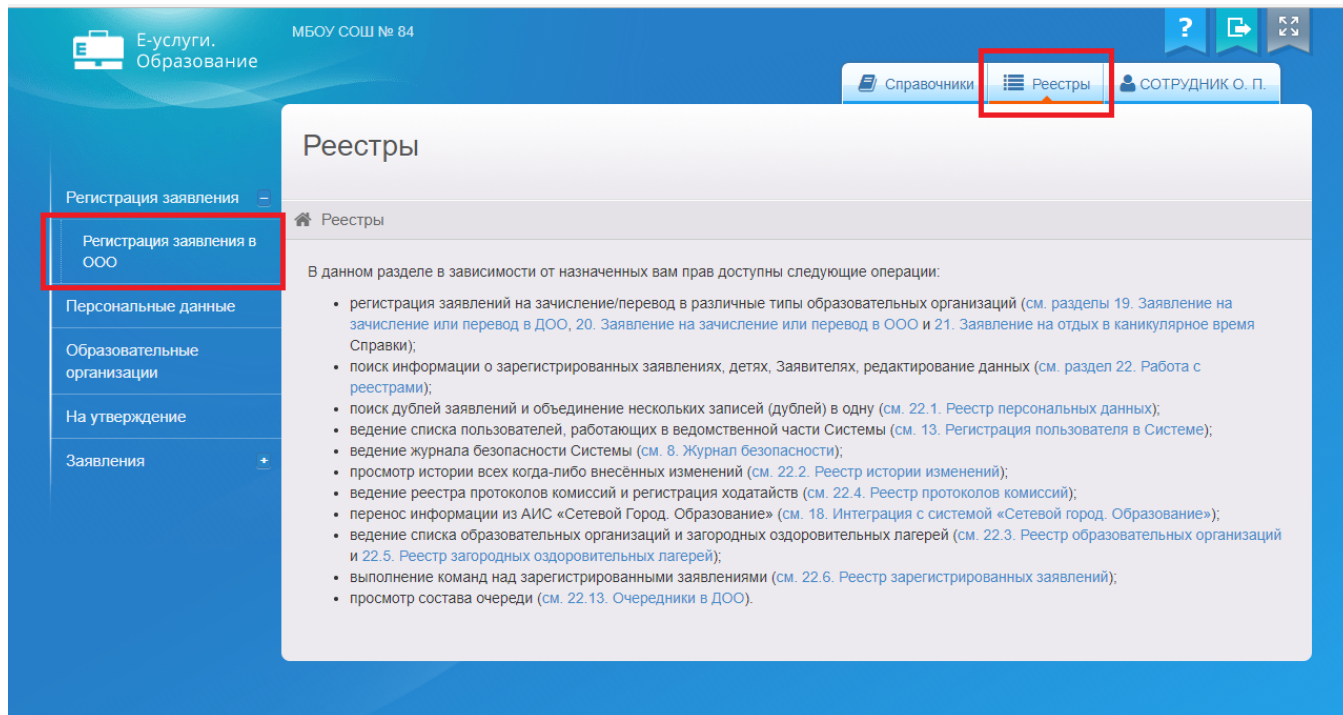 Е-услуги.
Образование
МБОУ СОШ № 84
?
Справочники
Реестры
СОТРУДНИК О. П.
Реестры
Регистрация заявления
Регистрация заявления в
ООО
Персональные данные
Образовательные
организации
На утверждение
Заявления
Реестры
В данном разделе в зависимости от назначенных вам прав доступны следующие операции:
• регистрация заявлений на зачисление/перевод в различные типы образовательных организаций (см. разделы 19. Заявление на
зачисление или перевод в ДОО, 20. Заявление на зачисление или перевод в ООО и 21. Заявление на отдых в каникулярное время
Справки);
• поиск информации о зарегистрированных заявлениях, детях, Заявителях, редактирование данных (см. раздел 22. Работа с
реестрами);
• поиск дублей заявлений и объединение нескольких записей (дублей) в одну (см. 22.1. Реестр персональных данных);
• ведение списка пользователей, работающих в ведомственной части Системы (см. 13. Регистрация пользователя в Системе);
• ведение журнала безопасности Системы (см. 8. Журнал безопасности);
• просмотр истории всех когда-либо внесённых изменений (см. 22.2. Реестр истории изменений);
• ведение реестра протоколов комиссий и регистрация ходатайств (см. 22.4. Реестр протоколов комиссий);
• перенос информации из АИС «Сетевой Город. Образование» (см. 18. Интеграция с системой «Сетевой город. Образование»);
• ведение списка образовательных организаций и загородных оздоровительных лагерей (см. 22.3. Реестр образовательных организаций
и 22.5. Реестр загородных оздоровительных лагерей);
• выполнение команд над зарегистрированными заявлениями (см. 22.6. Реестр зарегистрированных заявлений);
• просмотр состава очереди (см. 22.13. Очередники в ДОО).